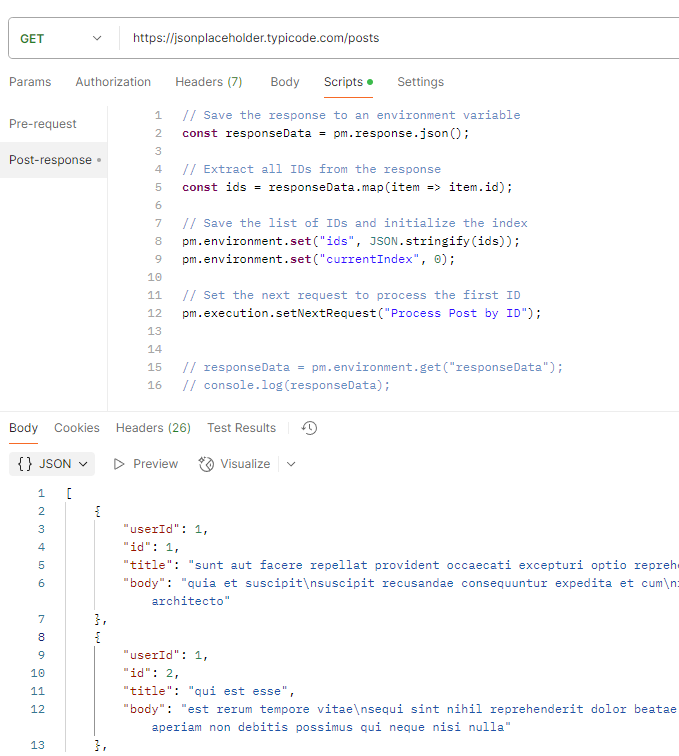 GET https://jsonplaceholder.typicode.com/posts
Params Authorization Headers (7) Body Scripts Settings
Pre-request
Post-response
1 // Save the response to an environment variable
2 const responseData = pm.response.json();
3
4 // Extract all IDs from the response
5 const ids = responseData.map(item => item.id);
6
7 // Save the list of IDs and initialize the index
8 pm.environment.set("ids", JSON.stringify(ids));
9 pm.environment.set("currentIndex", 0);
10
11 // Set the next request to process the first ID
12 pm.execution.setNextRequest("Process Post by ID");
13
14
15 // responseData = pm.environment.get("responseData");
16 // console.log(responseData);
Body Cookies Headers (26) Test Results
{} JSON Preview Visualize
1 [
2 {
3 "userId": 1,
4 "id": 1,
5 "title": "sunt aut facere repellat provident occaecati excepturi optio reprehe
6 "body": "quia et suscipit\nsuscipit recusandae consequuntur expedita et cum\n
architecto"
7 },
8 {
9 "userId": 1,
10 "id": 2,
11 "title": "qui est esse",
12 "body": "est rerum tempore vitae\nsequi sint nihil reprehenderit dolor beatae
aperiam non debitis possimus qui neque nisi nulla"
13 },